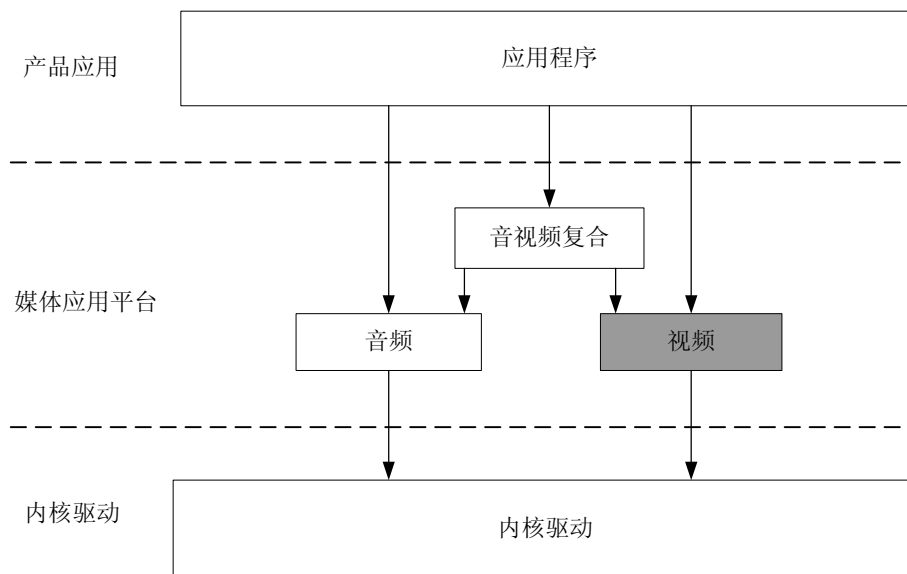 产品应用
应用程序
音视频复合
媒体应用平台
音频
视频
内核驱动
内核驱动